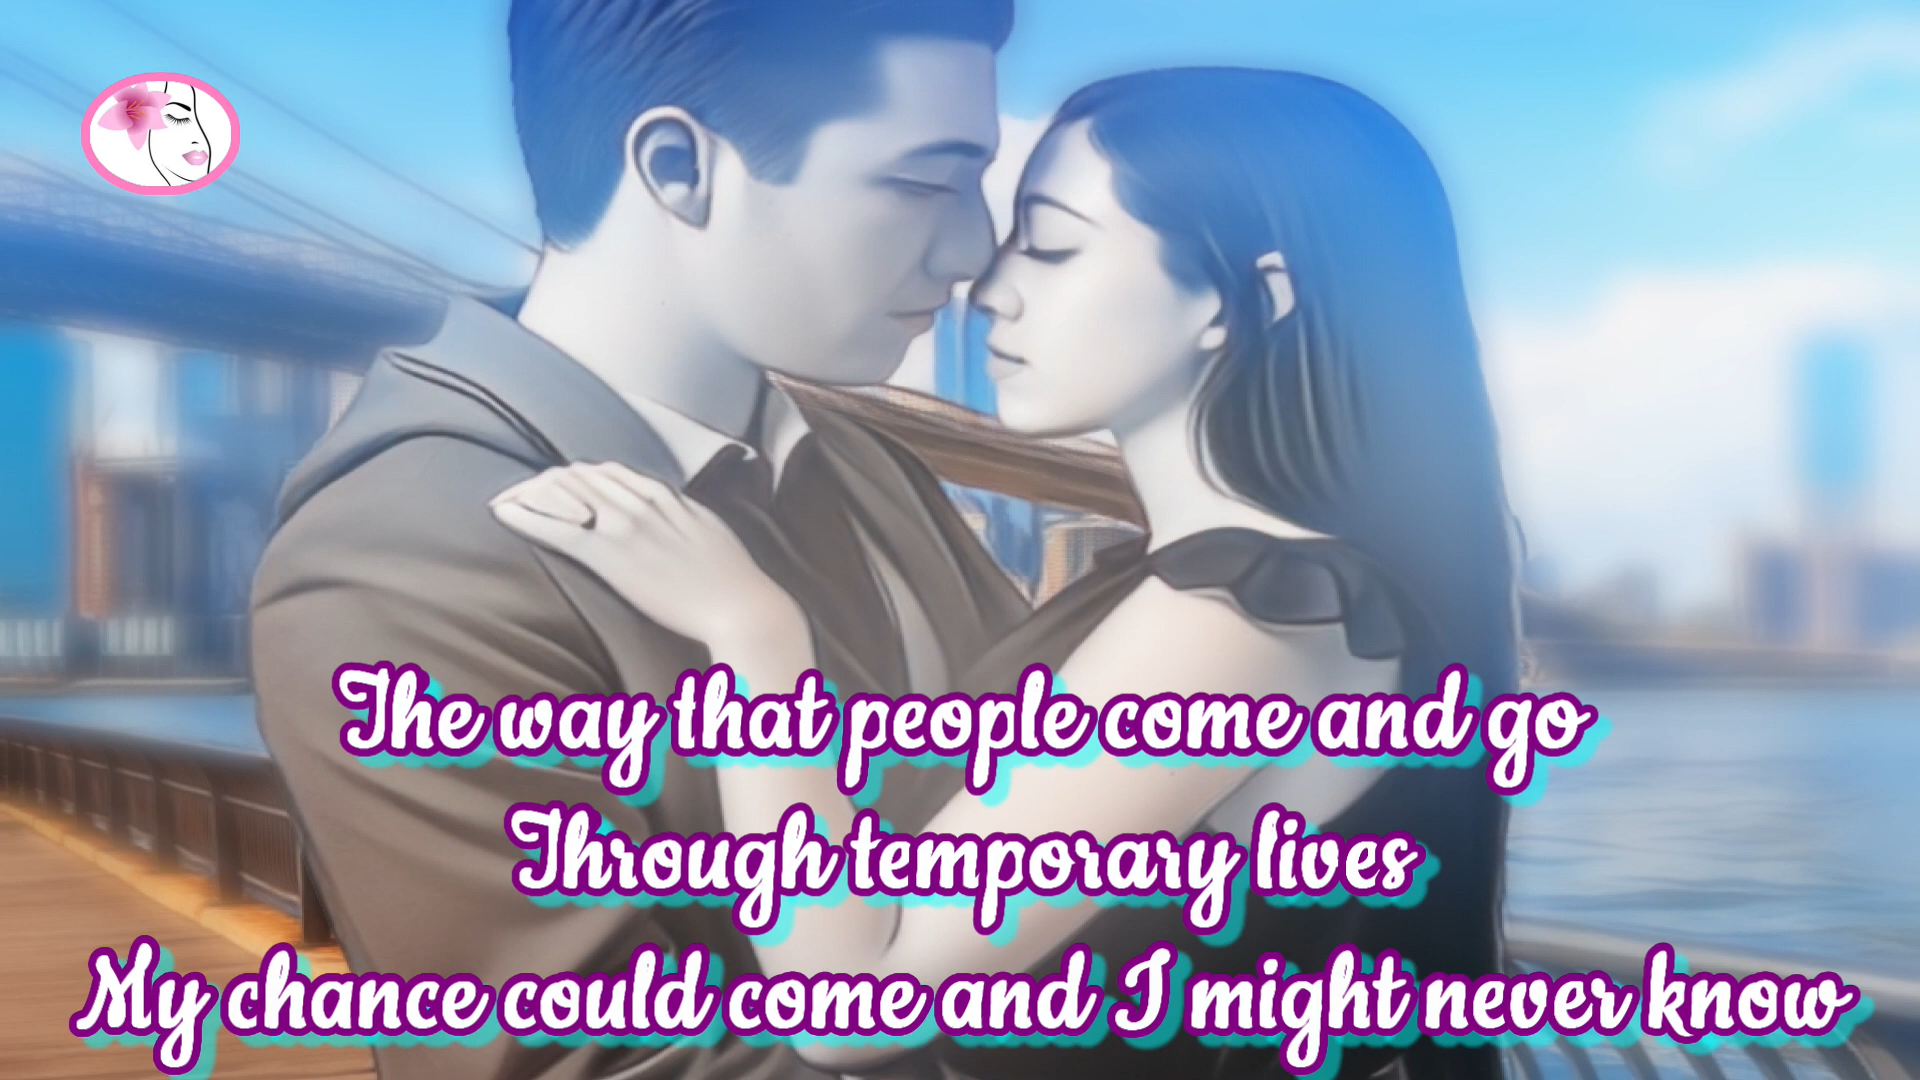 The way that people come and go
Through temporary lives
My chance could come and I might never know